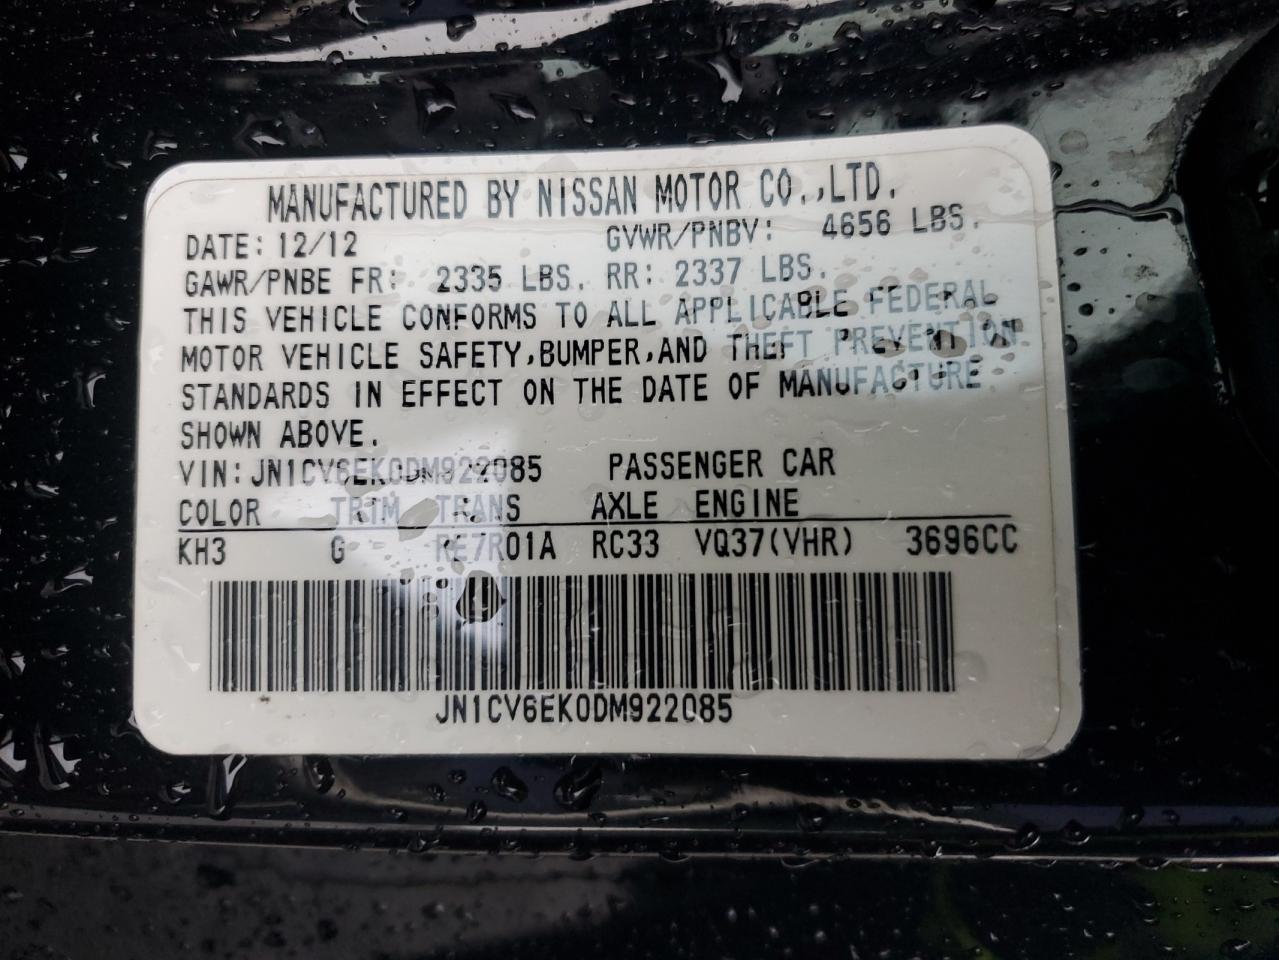 MANUFACTURED BY NISSAN MOTOR CO.,LTD.
DATE: 12/12 GVWR/PNBV: 4656 LBS.
GAWR/PNBE FR: 2335 LBS. RR: 2337 LBS.
THIS VEHICLE CONFORMS TO ALL APPLICABLE FEDERAL
MOTOR VEHICLE SAFETY,BUMPER,AND THEFT PREVENTION
STANDARDS IN EFFECT ON THE DATE OF MANUFACTURE
SHOWN ABOVE.
VIN:JN1CV6EK0DM922085 PASSENGER CAR
COLOR TRIM TRANS AXLE ENGINE
KH3 G RE7R01A RC33 VQ37(VHR) 3696CC
JN1CV6EK0DM922085